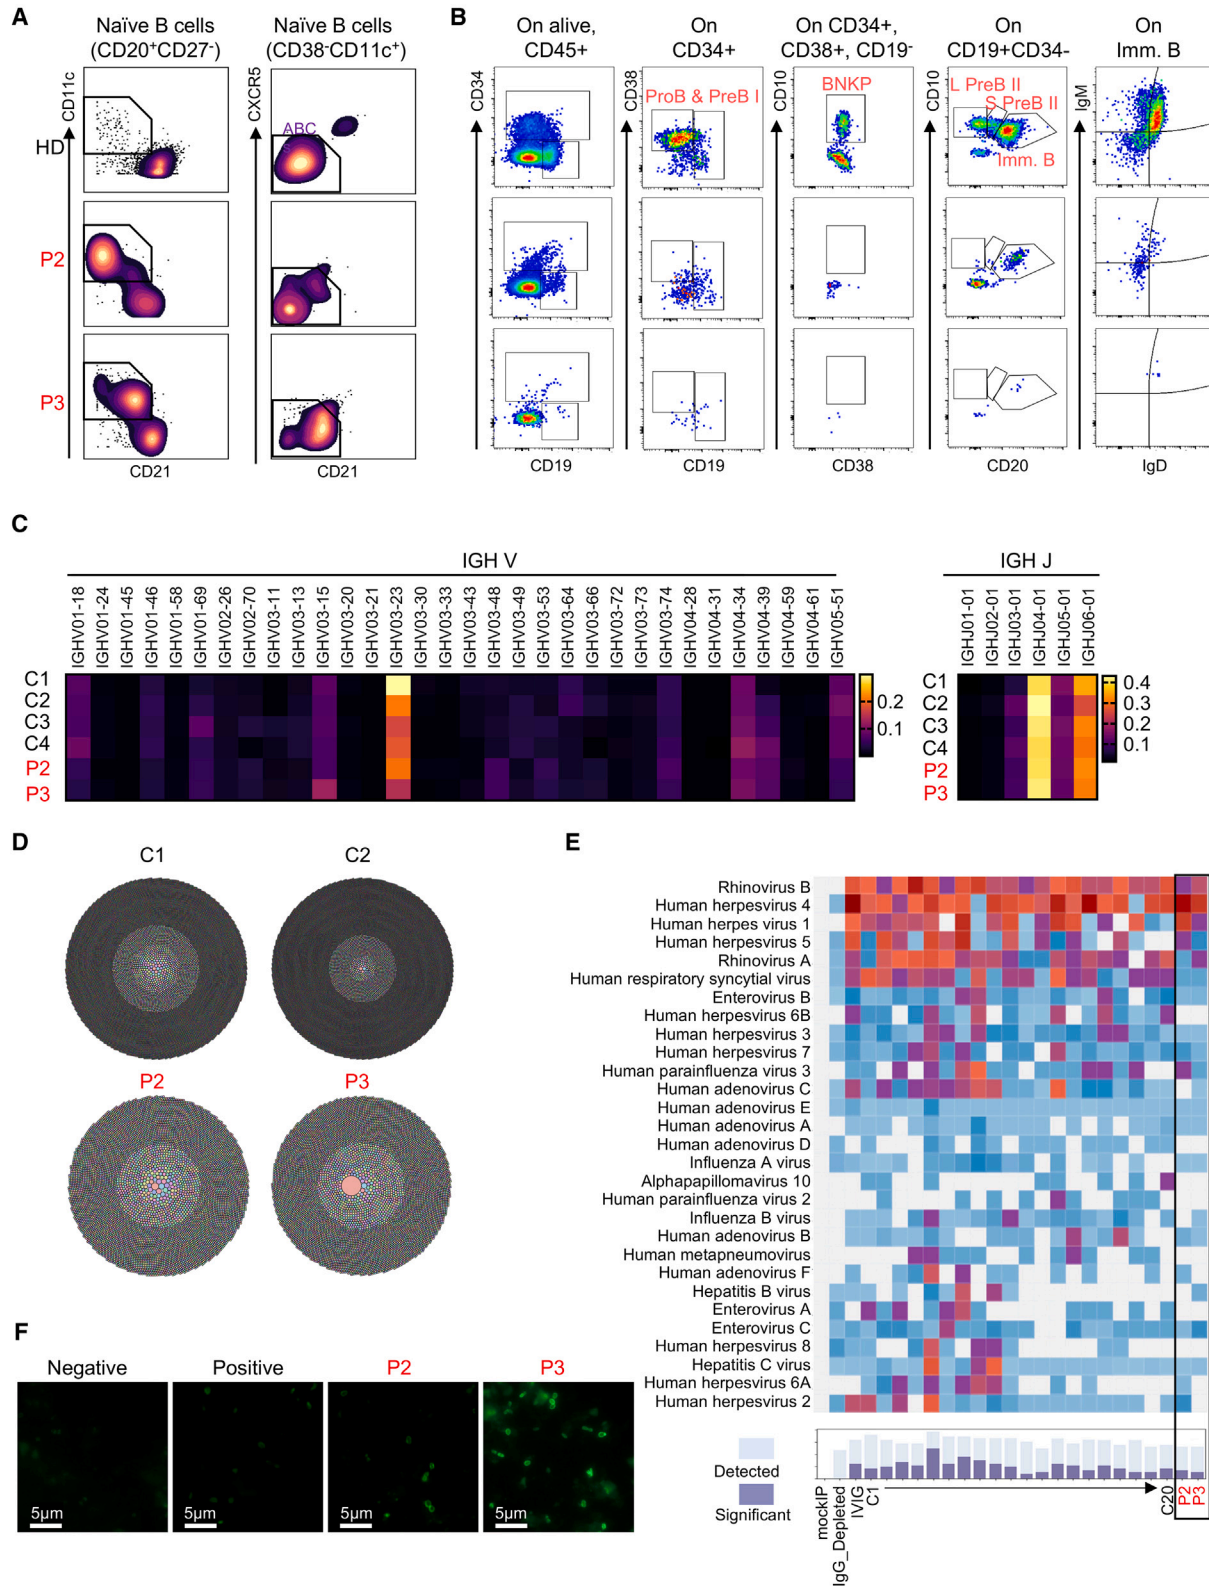 A
Naïve B cells
(CD20+CD27-)
Naïve B cells
(CD38-CD11c+)
CD11c
CXCR5
HD
ABC
P2
P3
CD21
CD21
B
On alive,
CD45+
On
CD34+
On CD34+,
CD38+, CD19-
On
CD19+CD34-
On
Imm. B
CD34
CD38
CD10
CD10
IgM
ProB & PreB I
BNKP
L PreB II
S PreB II
Imm. B
CD19
CD19
CD38
CD20
IgD
C
IGH V
IGH J
IGHV01-18
IGHV01-24
IGHV01-45
IGHV01-46
IGHV01-58
IGHV01-69
IGHV02-26
IGHV02-70
IGHV03-11
IGHV03-13
IGHV03-15
IGHV03-20
IGHV03-21
IGHV03-23
IGHV03-30
IGHV03-33
IGHV03-43
IGHV03-48
IGHV03-49
IGHV03-53
IGHV03-64
IGHV03-66
IGHV03-72
IGHV03-73
IGHV03-74
IGHV04-28
IGHV04-31
IGHV04-34
IGHV04-39
IGHV04-59
IGHV04-61
IGHV05-51
IGHJ01-01
IGHJ02-01
IGHJ03-01
IGHJ04-01
IGHJ05-01
IGHJ06-01
C1
C2
C3
C4
P2
P3
0.2
0.1
C1
C2
C3
C4
P2
P3
0.4
0.3
0.2
0.1
D
C1
C2
P2
P3
E
Rhinovirus B
Human herpesvirus 4
Human herpes virus 1
Human herpesvirus 5
Rhinovirus A
Human respiratory syncytial virus
Enterovirus B
Human herpesvirus 6B
Human herpesvirus 3
Human herpesvirus 7
Human parainfluenza virus 3
Human adenovirus C
Human adenovirus E
Human adenovirus A
Human adenovirus D
Influenza A virus
Alphapapillomavirus 10
Human parainfluenza virus 2
Influenza B virus
Human adenovirus B
Human metapneumovirus
Human adenovirus F
Hepatitis B virus
Enterovirus A
Enterovirus C
Human herpesvirus 8
Hepatitis C virus
Human herpesvirus 6A
Human herpesvirus 2
Detected
Significant
mockIP
IgG_Depleted
IVIG
C1
C20
P2
P3
F
Negative
Positive
P2
P3
5µm
5µm
5µm
5µm